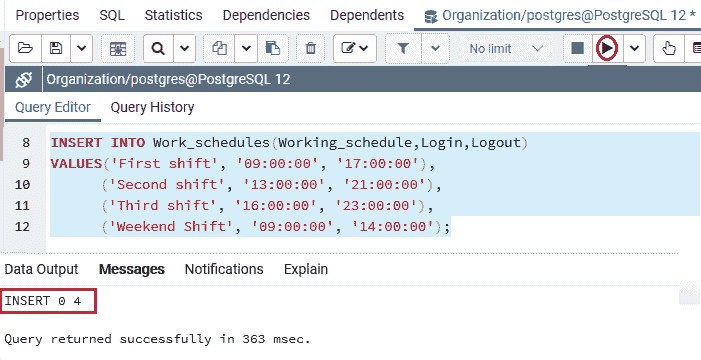 Properties SQL Statistics Dependencies Dependents Organization/postgres@PostgreSQL 12 *
No limit
Organization/postgres@PostgreSQL 12
Query Editor Query History
8 INSERT INTO Work_schedules(Working_schedule,Login,Logout)
9 VALUES('First shift', '09:00:00', '17:00:00'),
10 ('Second shift', '13:00:00', '21:00:00'),
11 ('Third shift', '16:00:00', '23:00:00'),
12 ('Weekend Shift', '09:00:00', '14:00:00');
Data Output Messages Notifications Explain
INSERT 0 4
Query returned successfully in 363 msec.